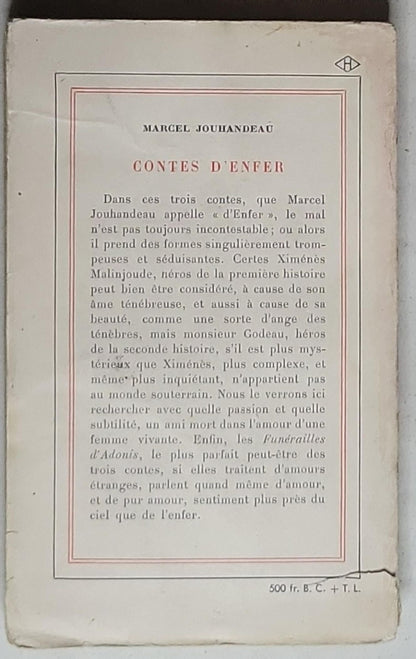 H
MARCEL JOUHANDEAU
CONTES D'ENFER
Dans ces trois contes, que Marcel
Jouhandeau appelle « d'Enfer », le mal
n'est pas toujours incontestable ; ou alors
il prend des formes singulièrement trom-
peuses et séduisantes. Certes Ximénès
Malinjoude, héros de la première histoire
peut bien être considéré, à cause de son
âme ténébreuse, et aussi à cause de sa
beauté, comme une sorte d'ange des
ténèbres, mais monsieur Godeau, héros
de la seconde histoire, s'il est plus mys-
térieux que Ximénès, plus complexe, et
même plus inquiétant, n'appartient pas
au monde souterrain. Nous le verrons ici
rechercher avec quelle passion et quelle
subtilité, un ami mort dans l'amour d'une
femme vivante. Enfin, les Funérailles
d'Adonis, le plus parfait peut-être des
trois contes, si elles traitent d'amours
étranges, parlent quand même d'amour,
et de pur amour, sentiment plus près du
ciel que de l'enfer.
500 fr. B. C. + T. L.